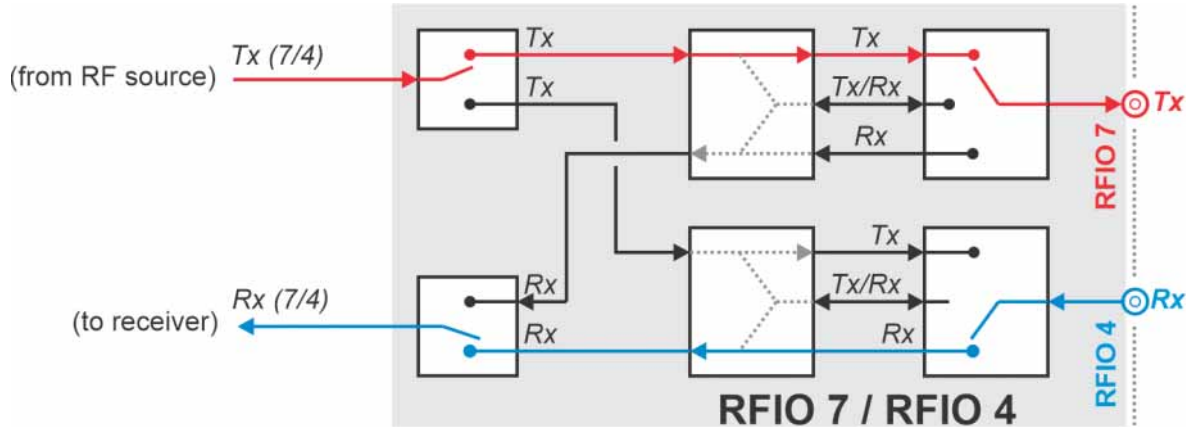 Tx (7/4)
(from RF source)
Tx
Tx
Tx
Tx/Rx
Rx
RFIO 7
Tx
Rx (7/4)
(to receiver)
Rx
Rx
Tx
Tx/Rx
Rx
RFIO 4
Rx
RFIO 7 / RFIO 4